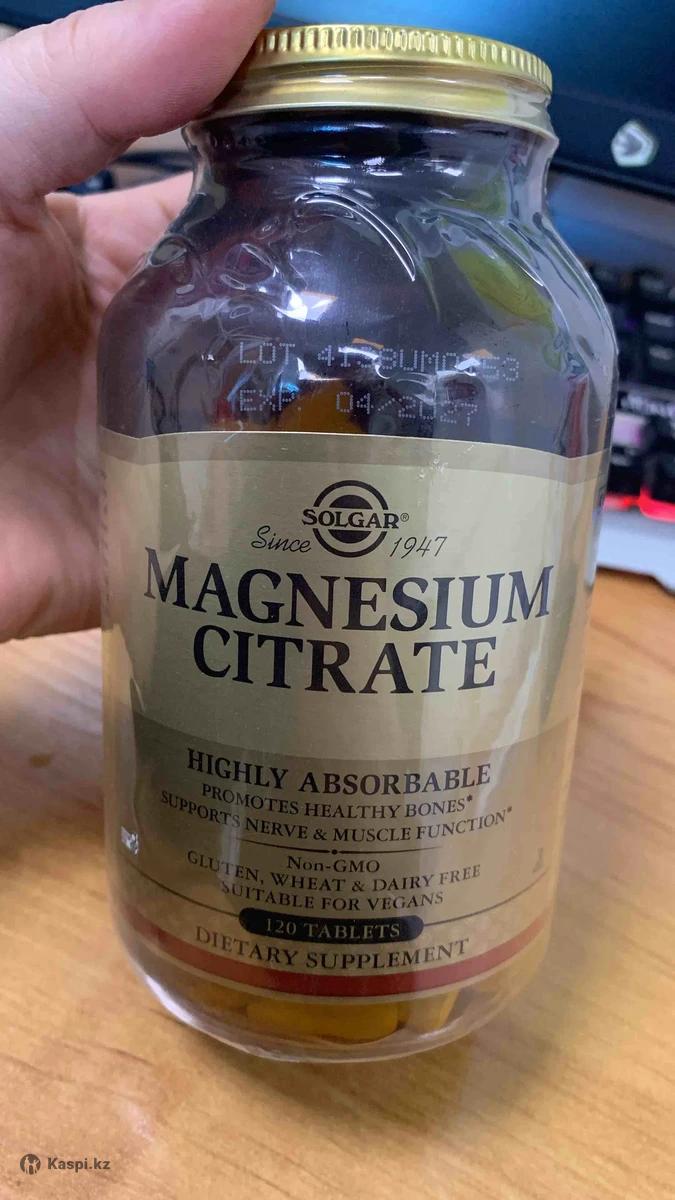 LOT
EXP. 04/2027
SOLGAR®
Since 1947
MAGNESIUM
CITRATE
HIGHLY ABSORBABLE
PROMOTES HEALTHY BONES*
SUPPORTS NERVE & MUSCLE FUNCTION*
Non-GMO
GLUTEN, WHEAT & DAIRY FREE
SUITABLE FOR VEGANS
120 TABLETS
DIETARY SUPPLEMENT
Kaspi.kz